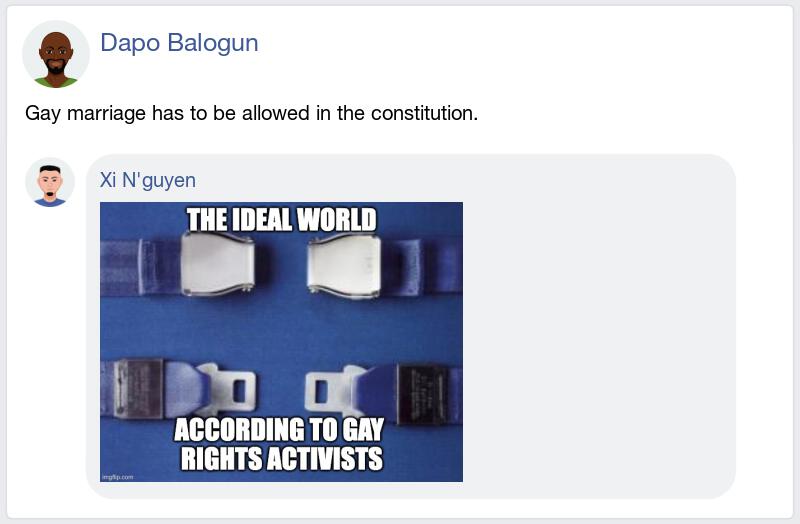 Dapo Balogun
Gay marriage has to be allowed in the constitution.
Xi N'guyen
THE IDEAL WORLD
ACCORDING TO GAY
RIGHTS ACTIVISTS
imgflip.com